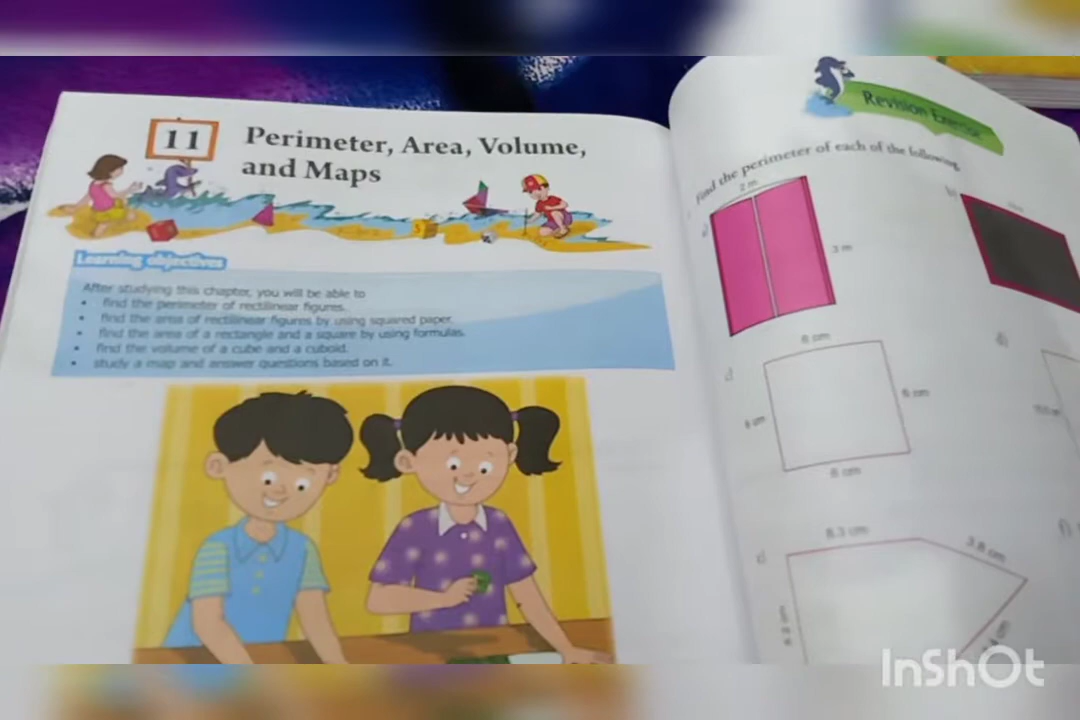 11
Perimeter, Area, Volume,
and Maps
Learning objectives
After studying this chapter, you will be able to
• find the perimeter of rectilinear figures.
• find the area of rectilinear figures by using squared paper.
• find the area of a rectangle and a square by using formulas.
• find the volume of a cube and a cuboid.
• study a map and answer questions based on it.
Revision Exercise
Find the perimeter of each of the following.
2 m
3 m
6 cm
6 cm
6 cm
8.3 cm
3.8 cm
InShOt